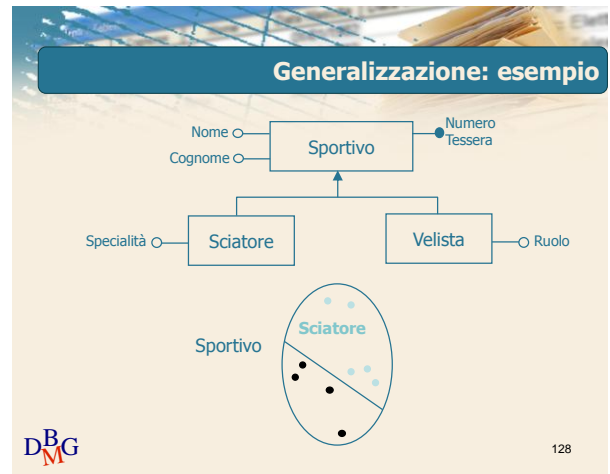 Generalizzazione: esempio
Nome
Cognome
Sportivo
Numero
Tessera
Specialità
Sciatore
Velista
Ruolo
Sciatore
Sportivo
DBMG
128